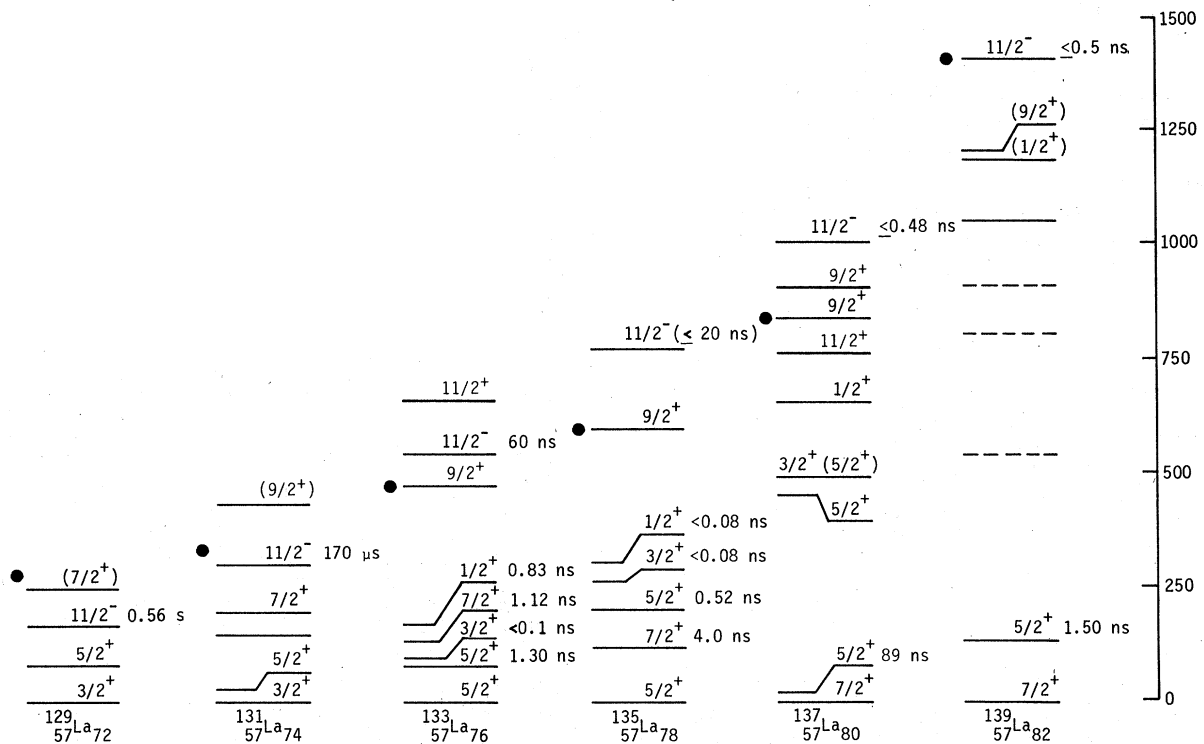 1500
11/2⁻ ≤0.5 ns
(9/2⁺)
1250
(1/2⁺)
11/2⁻ ≤0.48 ns
1000
9/2⁺
9/2⁺
11/2⁻(≤ 20 ns)
11/2⁺
750
11/2⁺
1/2⁺
9/2⁺
11/2⁻ 60 ns
9/2⁺
3/2⁺(5/2⁺)
500
(9/2⁺)
5/2⁺
1/2⁺ <0.08 ns
11/2⁻ 170 μs
3/2⁺ <0.08 ns
(7/2⁺)
1/2⁺ 0.83 ns
250
7/2⁺
7/2⁺ 1.12 ns
5/2⁺ 0.52 ns
11/2⁻ 0.56 s
3/2⁺ <0.1 ns
7/2⁺ 4.0 ns
5/2⁺ 1.50 ns
5/2⁺
5/2⁺
5/2⁺ 1.30 ns
5/2⁺ 89 ns
3/2⁺
3/2⁺
5/2⁺
5/2⁺
7/2⁺
7/2⁺
0
¹²⁹₅₇La₇₂
¹³¹₅₇La₇₄
¹³³₅₇La₇₆
¹³⁵₅₇La₇₈
¹³⁷₅₇La₈₀
¹³⁹₅₇La₈₂